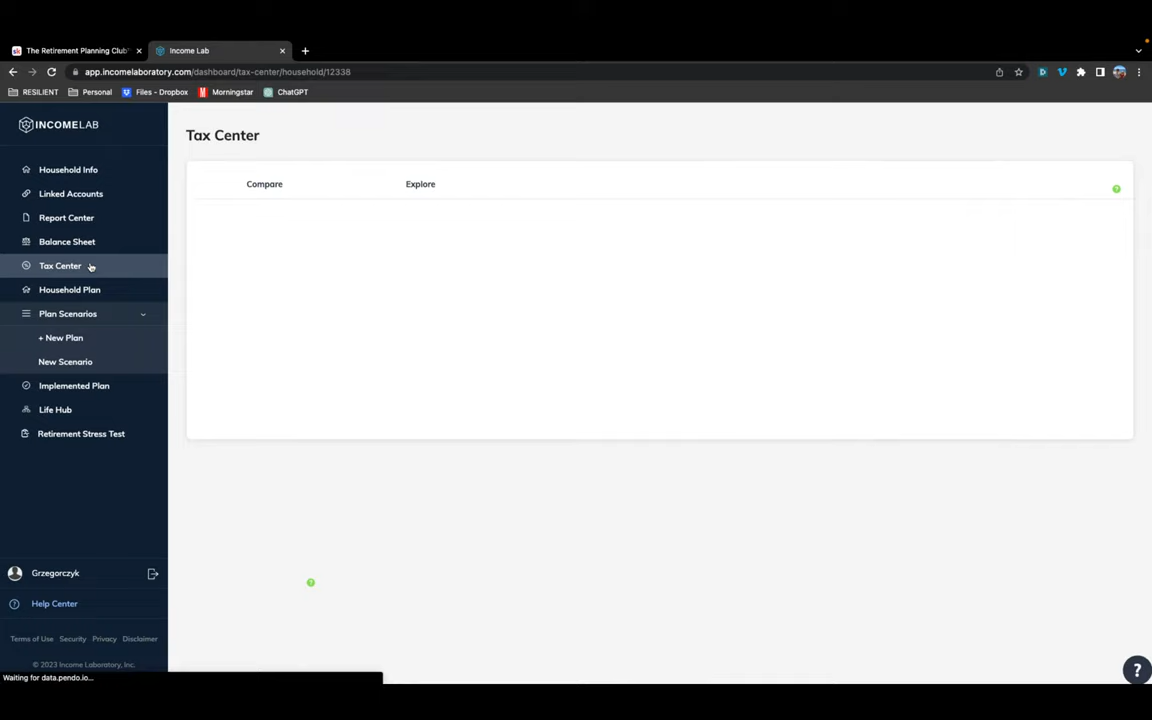 The Retirement Planning Club
Income Lab
app.incomelaboratory.com/dashboard/tax-center/household/12338
RESILIENT
Personal
Files - Dropbox
Morningstar
ChatGPT
INCOMELAB
Tax Center
Household Info
Compare
Explore
Linked Accounts
Report Center
Balance Sheet
Tax Center
Household Plan
Plan Scenarios
+ New Plan
New Scenario
Implemented Plan
Life Hub
Retirement Stress Test
Grzegorczyk
Help Center
Terms of Use Security Privacy Disclaimer
© 2023 Income Laboratory, Inc.
Waiting for data.pendo.io...